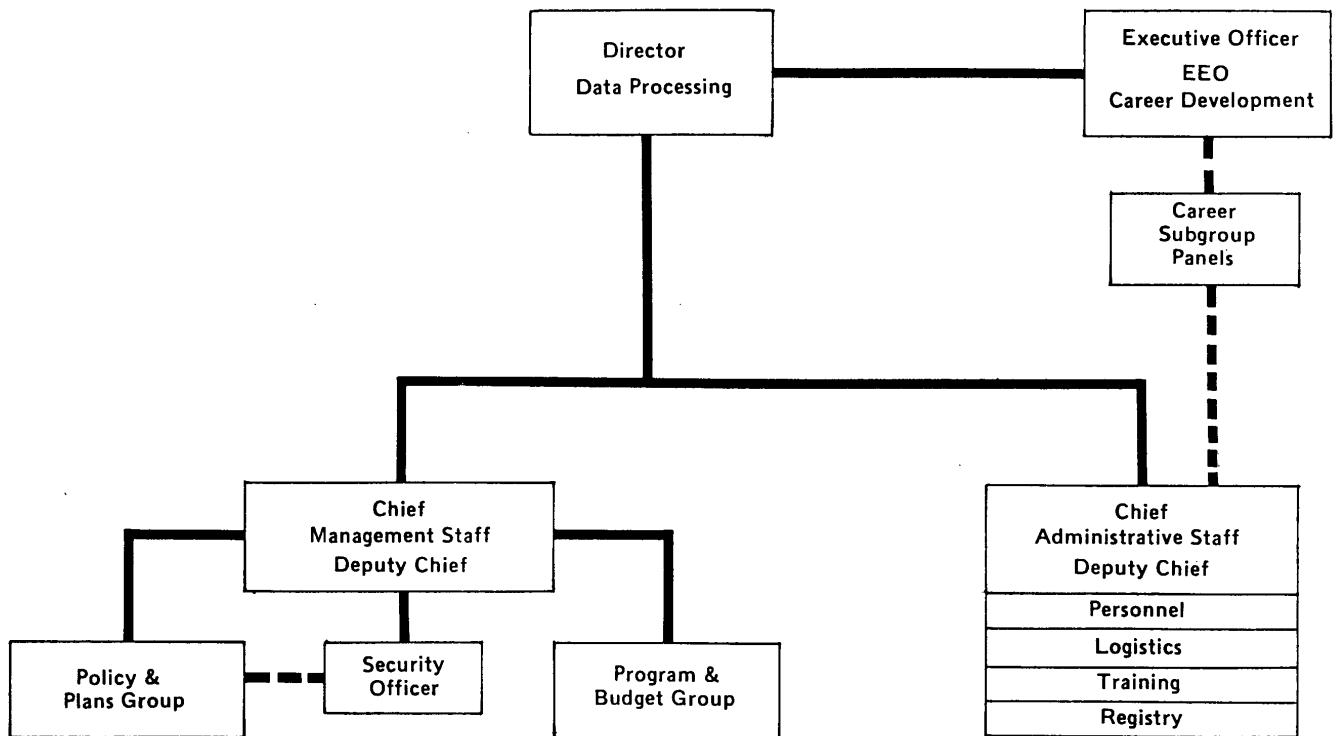 Director
Data Processing
Executive Officer
EEO
Career Development
Career
Subgroup
Panels
Chief
Management Staff
Deputy Chief
Chief
Administrative Staff
Deputy Chief
Personnel
Logistics
Training
Registry
Policy &
Plans Group
Security
Officer
Program &
Budget Group